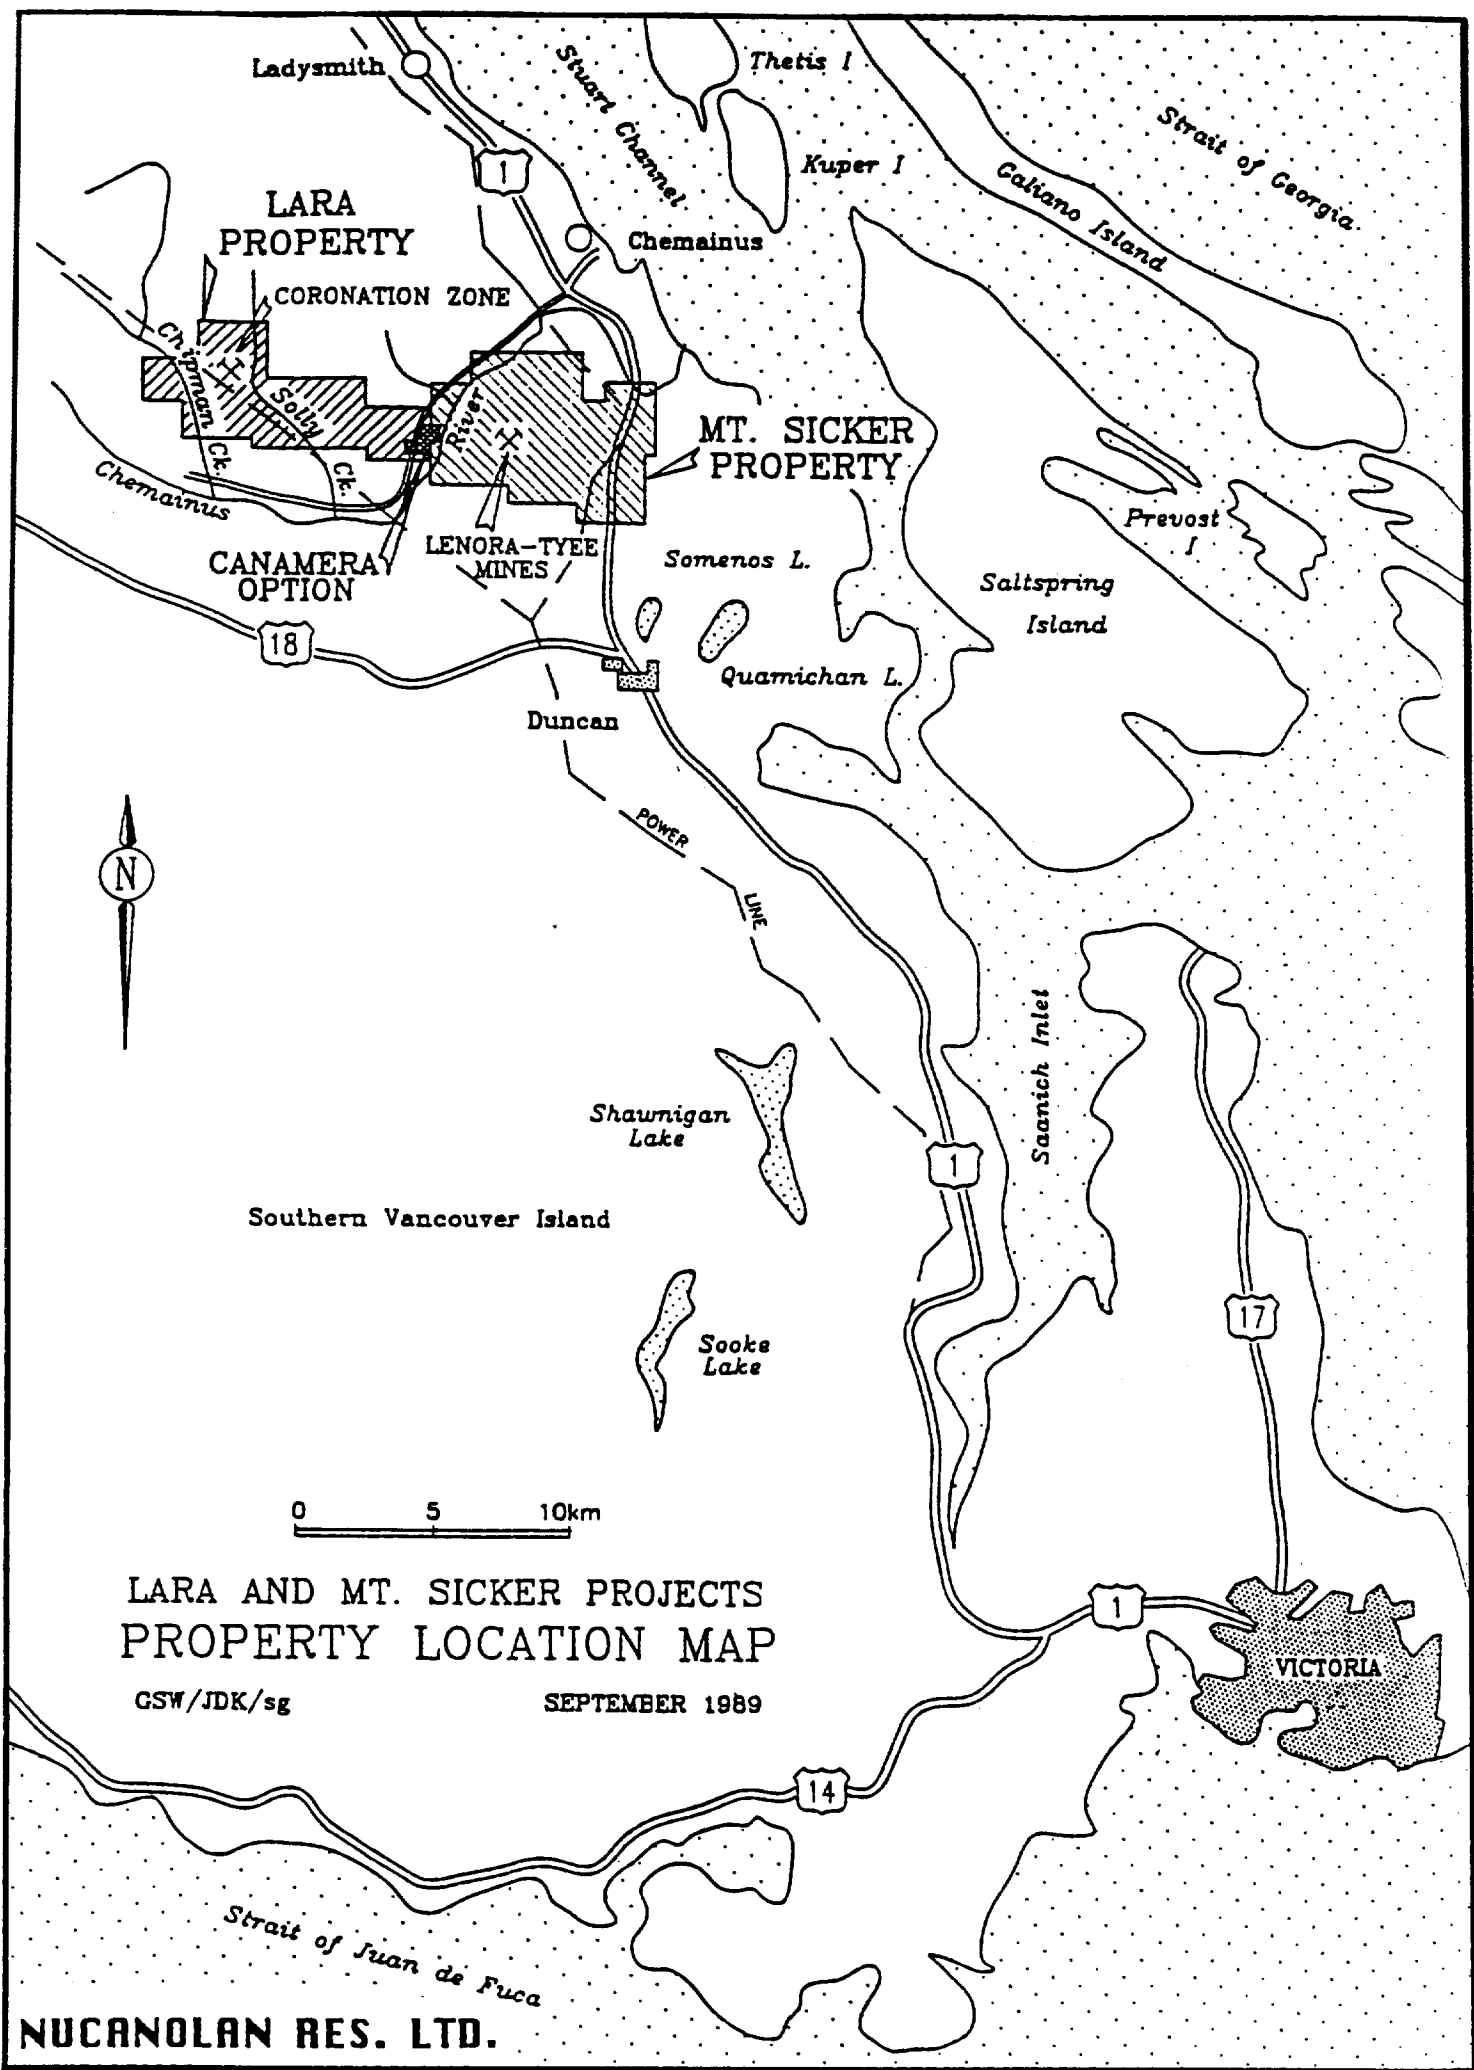 Ladysmith
Stuart Channel
Thetis I
Kuper I
Strait of Georgia
Galiano Island
1
LARA
PROPERTY
CORONATION ZONE
Chemainus
Chipman Ck.
Solly Ck.
River
Chemainus
MT. SICKER
PROPERTY
CANAMERA
OPTION
LENORA-TYEE
MINES
Somenos L.
Prevost
I
Saltspring
Island
18
Quamichan L.
Duncan
POWER
LINE
N
Saanich Inlet
Shawnigan
Lake
1
Southern Vancouver Island
Sooke
Lake
17
0 5 10km
LARA AND MT. SICKER PROJECTS
PROPERTY LOCATION MAP
GSW/JDK/sg SEPTEMBER 1989
1
VICTORIA
14
Strait of Juan de Fuca
NUCANOLAN RES. LTD.